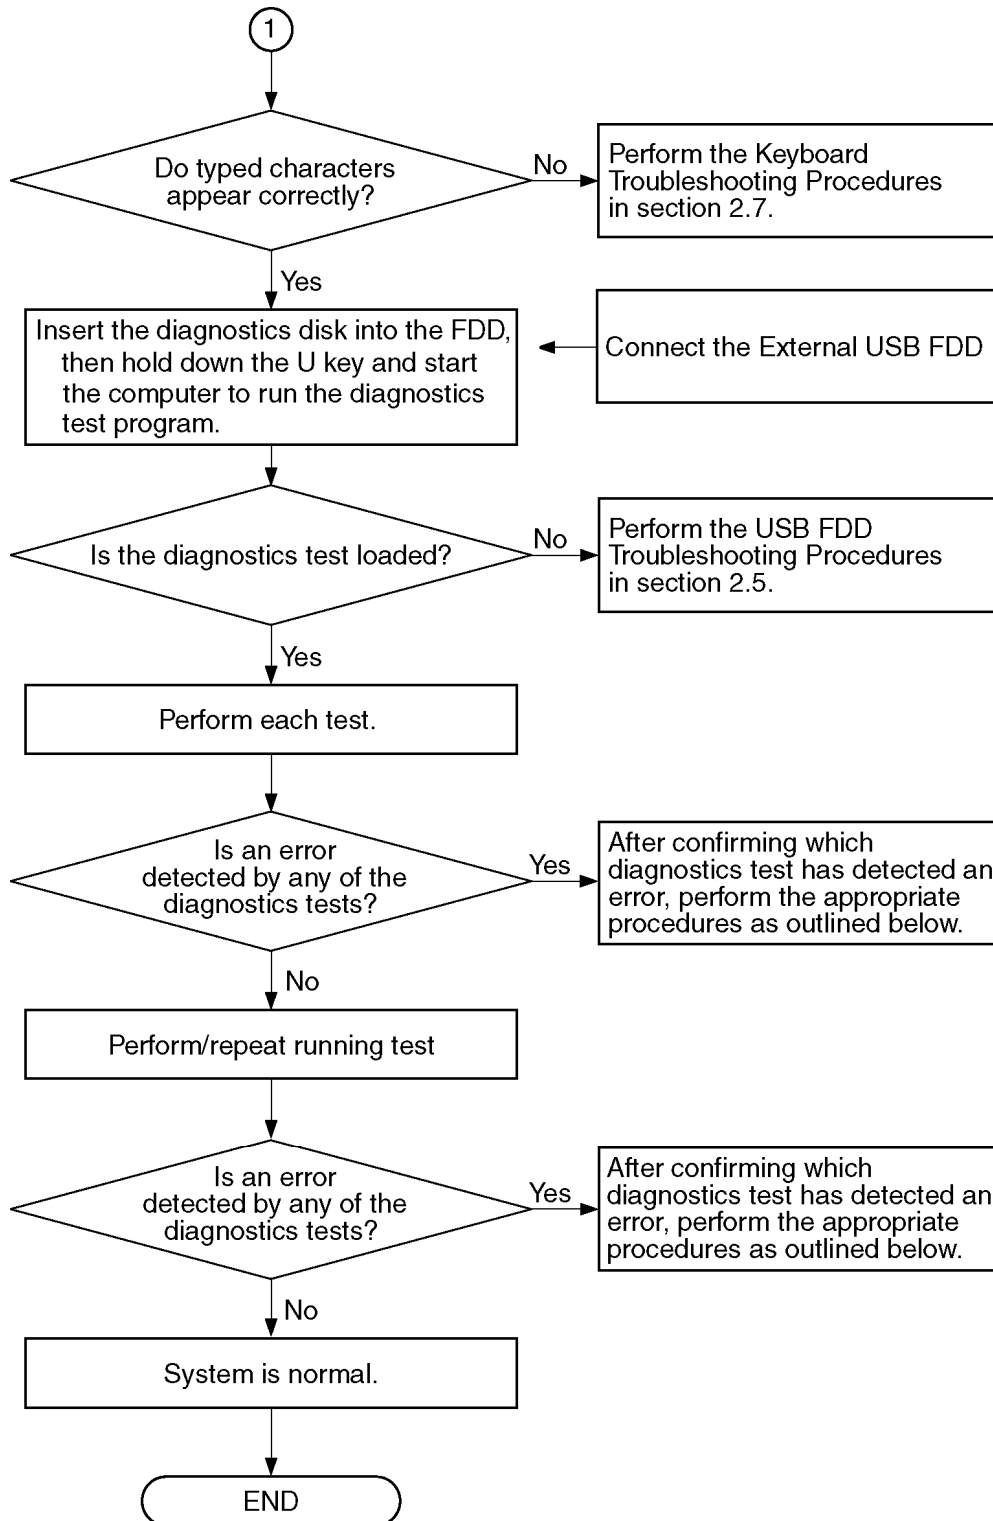 1
Do typed characters
appear correctly?
No
Perform the Keyboard
Troubleshooting Procedures
in section 2.7.
Yes
Insert the diagnostics disk into the FDD,
then hold down the U key and start
the computer to run the diagnostics
test program.
Connect the External USB FDD
Is the diagnostics test loaded?
No
Perform the USB FDD
Troubleshooting Procedures
in section 2.5.
Yes
Perform each test.
Is an error
detected by any of the
diagnostics tests?
Yes
After confirming which
diagnostics test has detected an
error, perform the appropriate
procedures as outlined below.
No
Perform/repeat running test
Is an error
detected by any of the
diagnostics tests?
Yes
After confirming which
diagnostics test has detected an
error, perform the appropriate
procedures as outlined below.
No
System is normal.
END